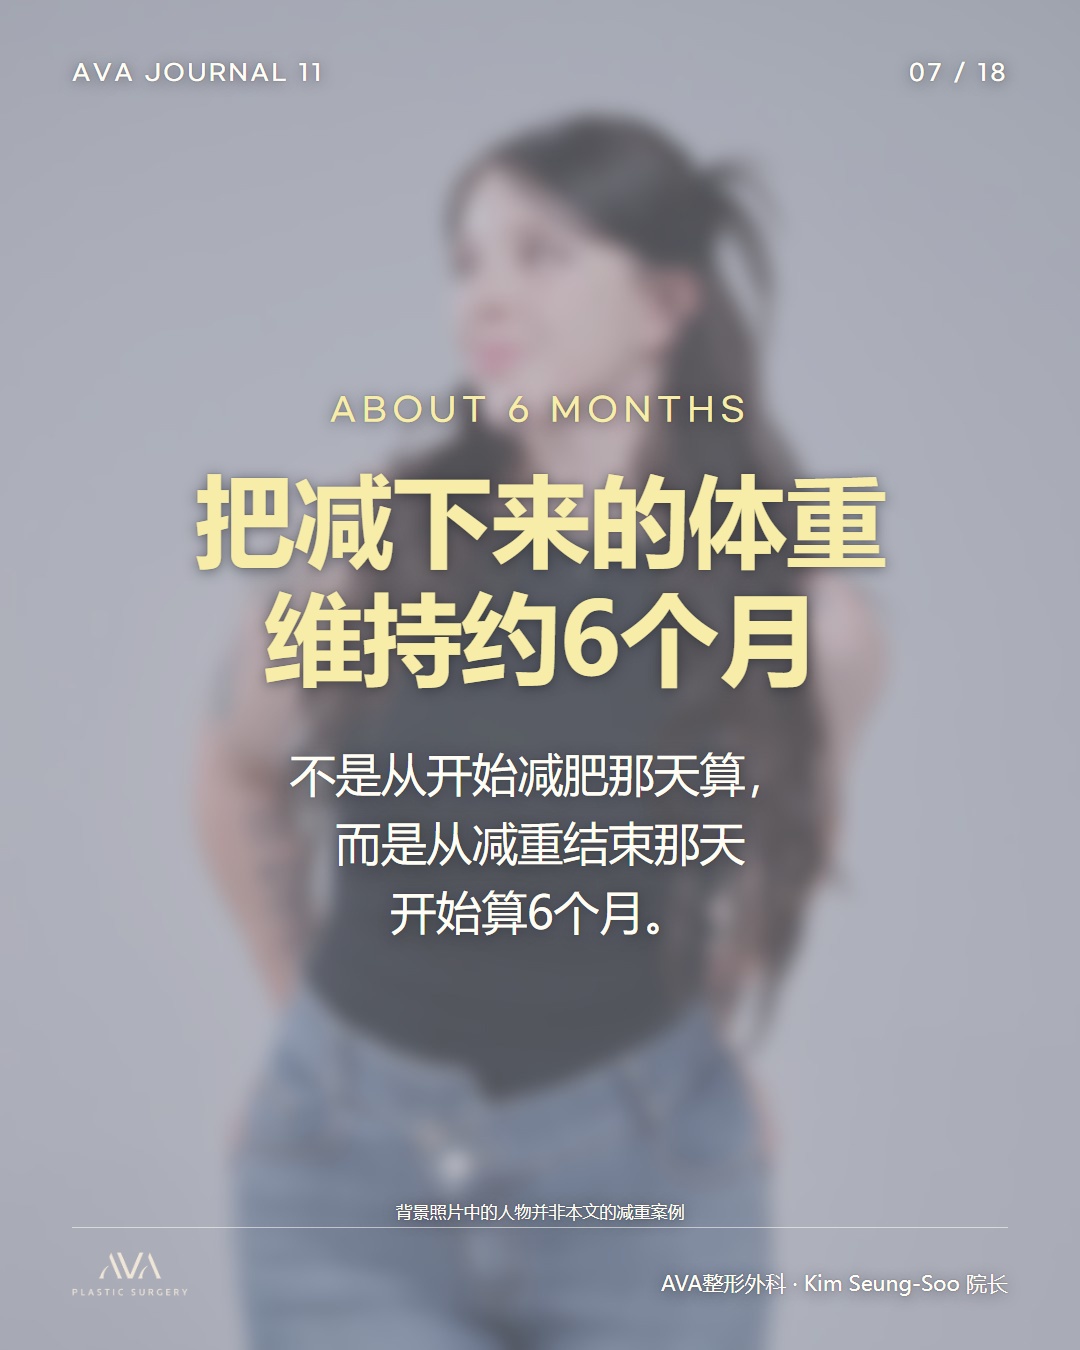 AVA JOURNAL 11
07 / 18
ABOUT 6 MONTHS
把减下来的体重
维持约6个月
不是从开始减肥那天算，
而是从减重结束那天
开始算6个月。
背景照片中的人物并非本文的减重案例
AVA
PLASTIC SURGERY
AVA整形外科 · Kim Seung-Soo 院长